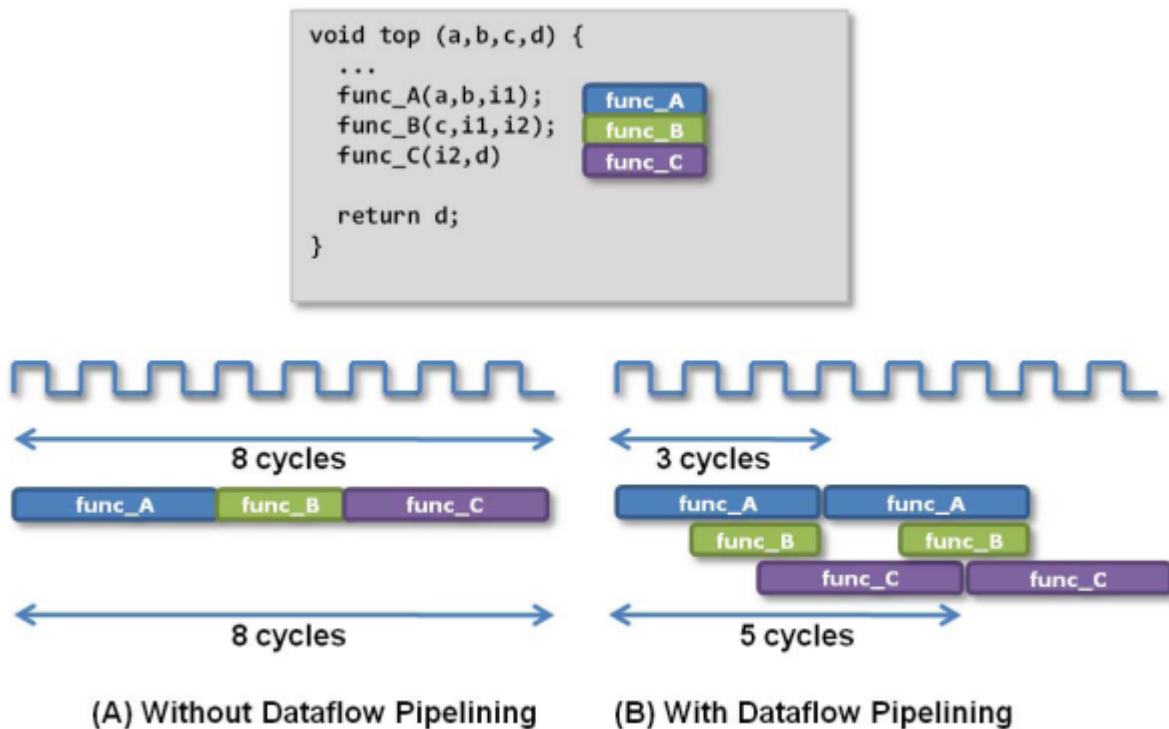 void top (a,b,c,d) {
...
func_A(a,b,i1);
func_B(c,i1,i2);
func_C(i2,d)
return d;
}
func_A
func_B
func_C
8 cycles
func_A func_B func_C
8 cycles
(A) Without Dataflow Pipelining
3 cycles
func_A func_A
func_B func_B
func_C func_C
5 cycles
(B) With Dataflow Pipelining